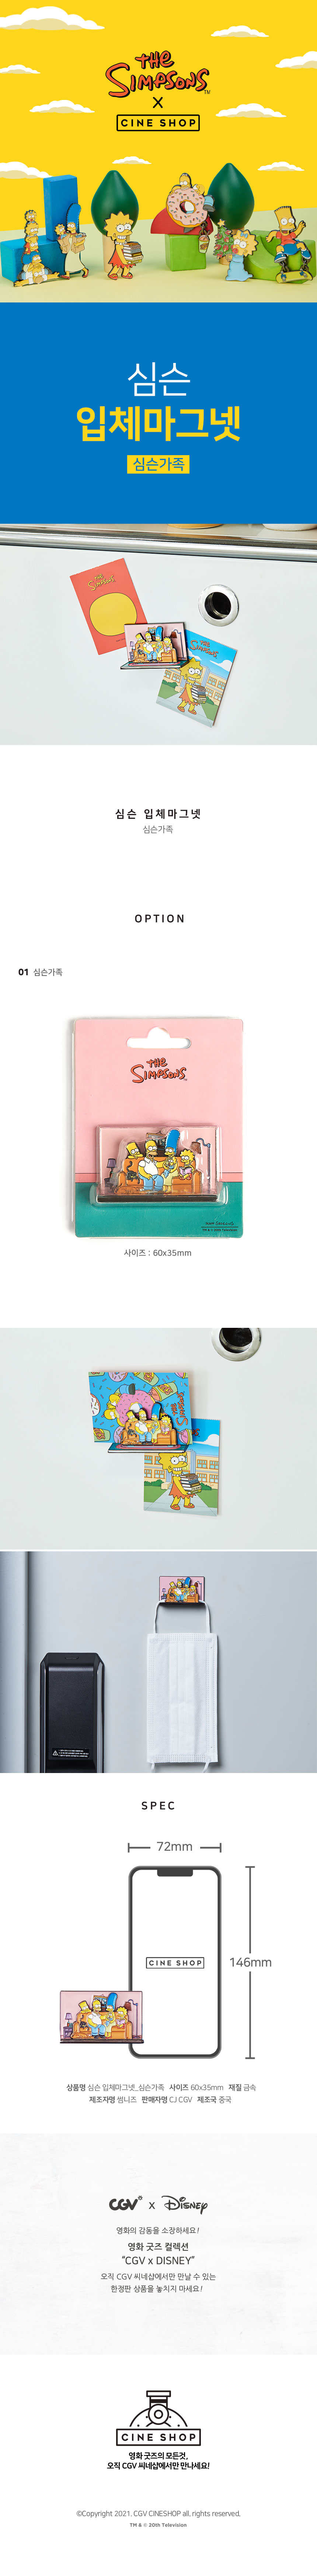 THE
SIMPSONS TM
X
CINE SHOP
심슨
입체마그넷
심슨가족
THE
SIMPSONS
심슨 입체마그넷
심슨가족
OPTION
01 심슨가족
THE
SIMPSONS
사이즈 : 60x35mm
SPEC
72mm
CINE SHOP
146mm
상품명 심슨 입체마그넷_심슨가족 사이즈 60x35mm 재질 금속
제조자명 썸니즈 판매자명 CJ CGV 제조국 중국
CGV x Disney
영화의 감동을 소장하세요!
영화 굿즈 컬렉션
"CGV x DISNEY"
오직 CGV 씨네샵에서만 만날 수 있는
한정판 상품을 놓치지 마세요!
CINE SHOP
영화 굿즈의 모든것,
오직 CGV 씨네샵에서만 만나세요!
©Copyright 2021. CGV CINESHOP all. rights reserved.
TM & © 20th Television